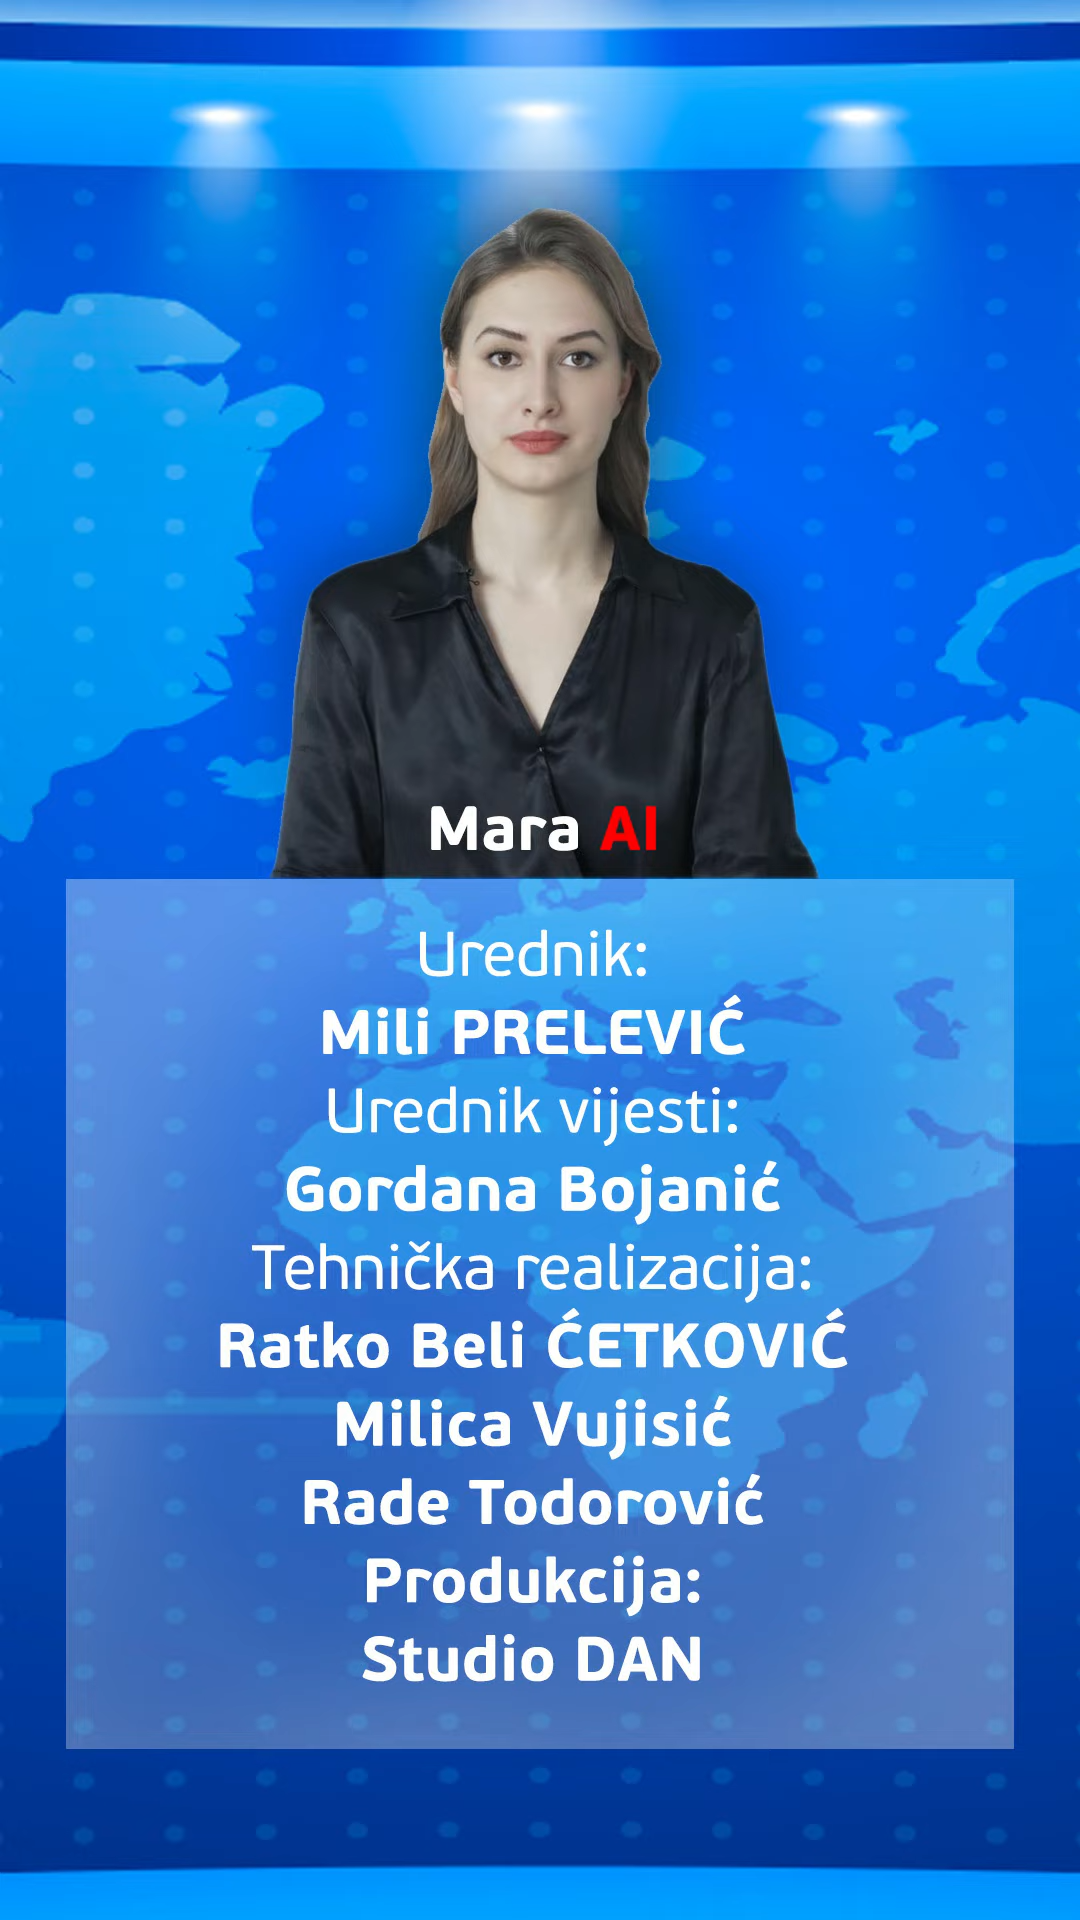 Mara AI
Urednik:
Mili PRELEVIĆ
Urednik vijesti:
Gordana Bojanić
Tehnička realizacija:
Ratko Beli ĆETKOVIĆ
Milica Vujisić
Rade Todorović
Produkcija:
Studio DAN